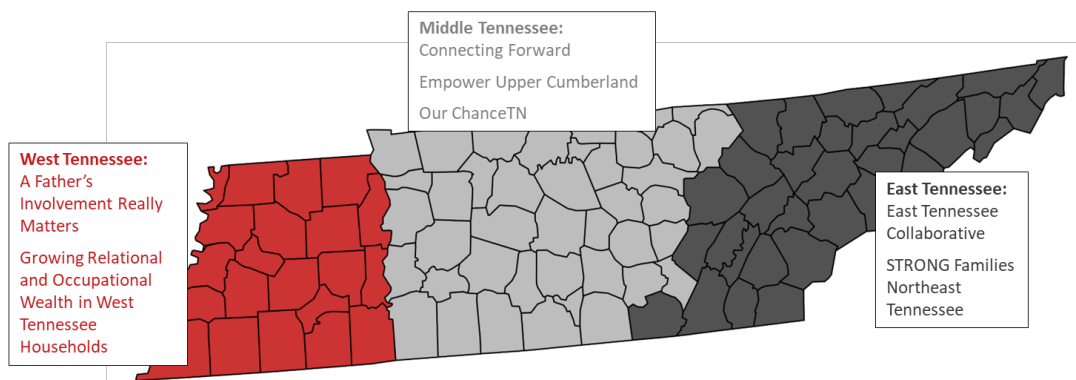 Middle Tennessee:
Connecting Forward
Empower Upper Cumberland
Our ChanceTN
West Tennessee:
A Father’s
Involvement Really
Matters
Growing Relational
and Occupational
Wealth in West
Tennessee
Households
East Tennessee:
East Tennessee
Collaborative
STRONG Families
Northeast
Tennessee